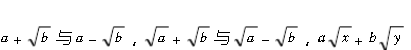 a + √b 与 a − √b , √a + √b 与 √a − √b , a√x + b√y